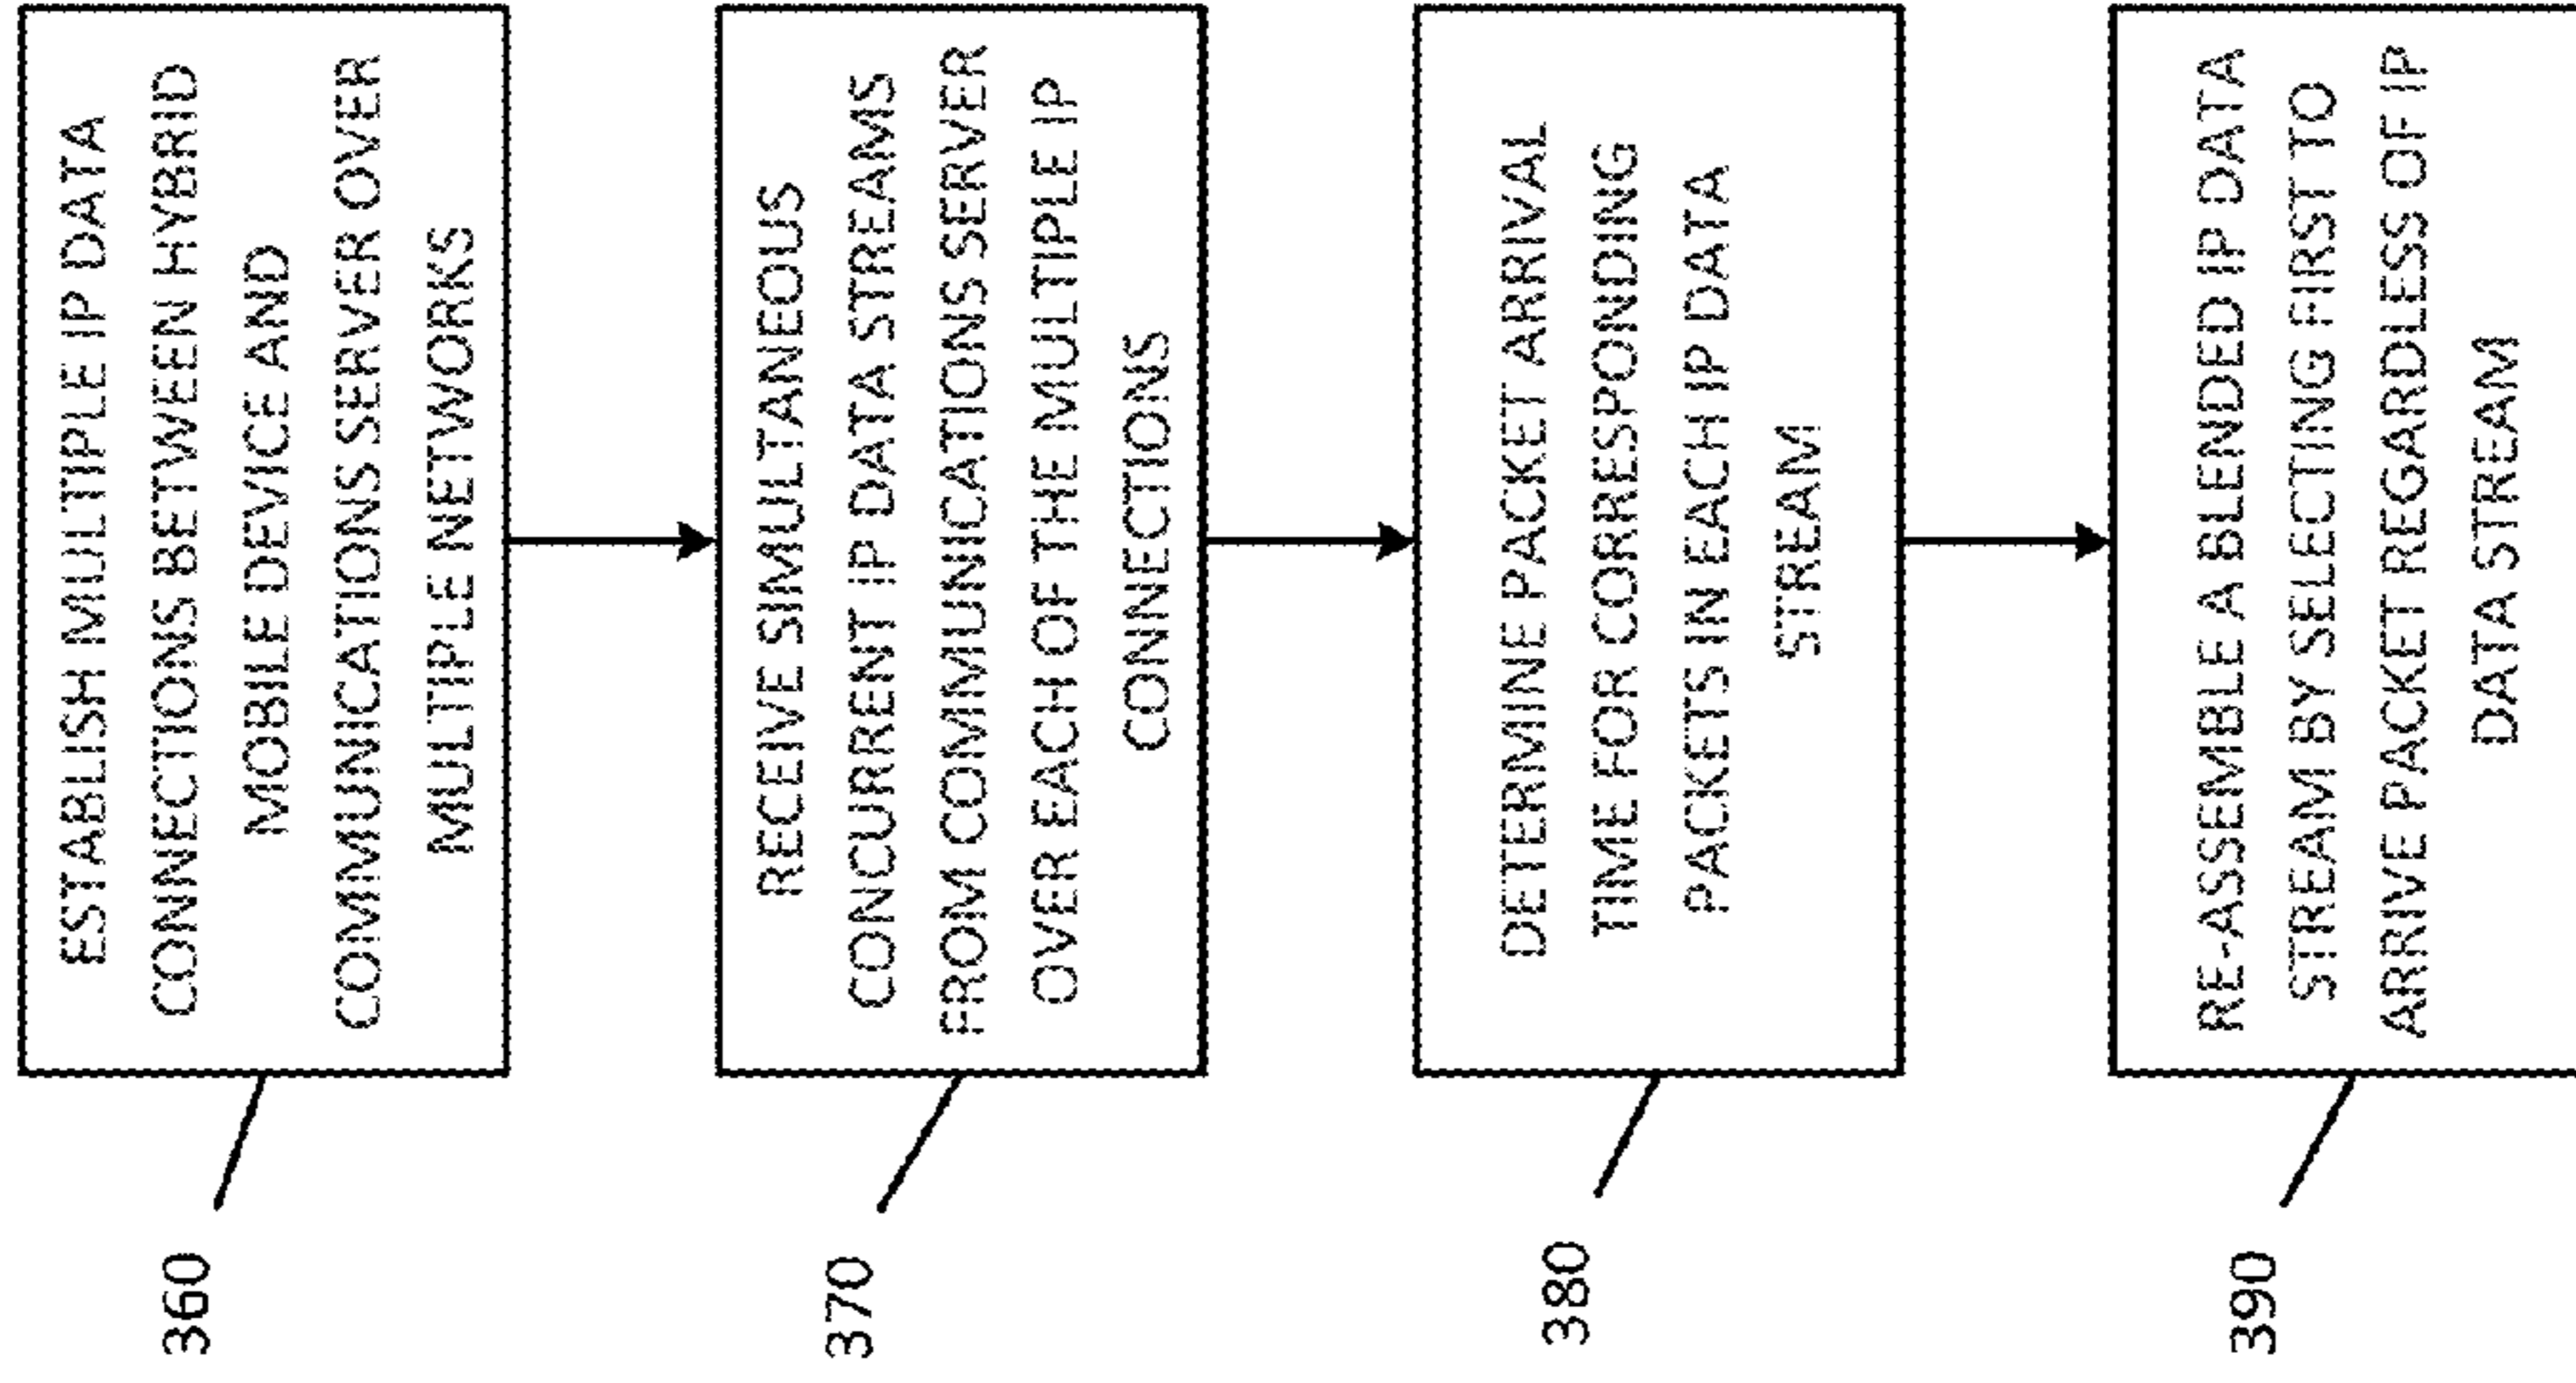 360
ESTABLISH MULTIPLE IP DATA
CONNECTIONS BETWEEN HYBRID
MOBILE DEVICE AND
COMMUNICATIONS SERVER OVER
MULTIPLE NETWORKS
370
RECEIVE SIMULTANEOUS
CONCURRENT IP DATA STREAMS
FROM COMMUNICATIONS SERVER
OVER EACH OF THE MULTIPLE IP
CONNECTIONS
380
DETERMINE PACKET ARRIVAL
TIME FOR CORRESPONDING
PACKETS IN EACH IP DATA
STREAM
390
RE-ASSEMBLE A BLENDED IP DATA
STREAM BY SELECTING FIRST TO
ARRIVE PACKET REGARDLESS OF IP
DATA STREAM